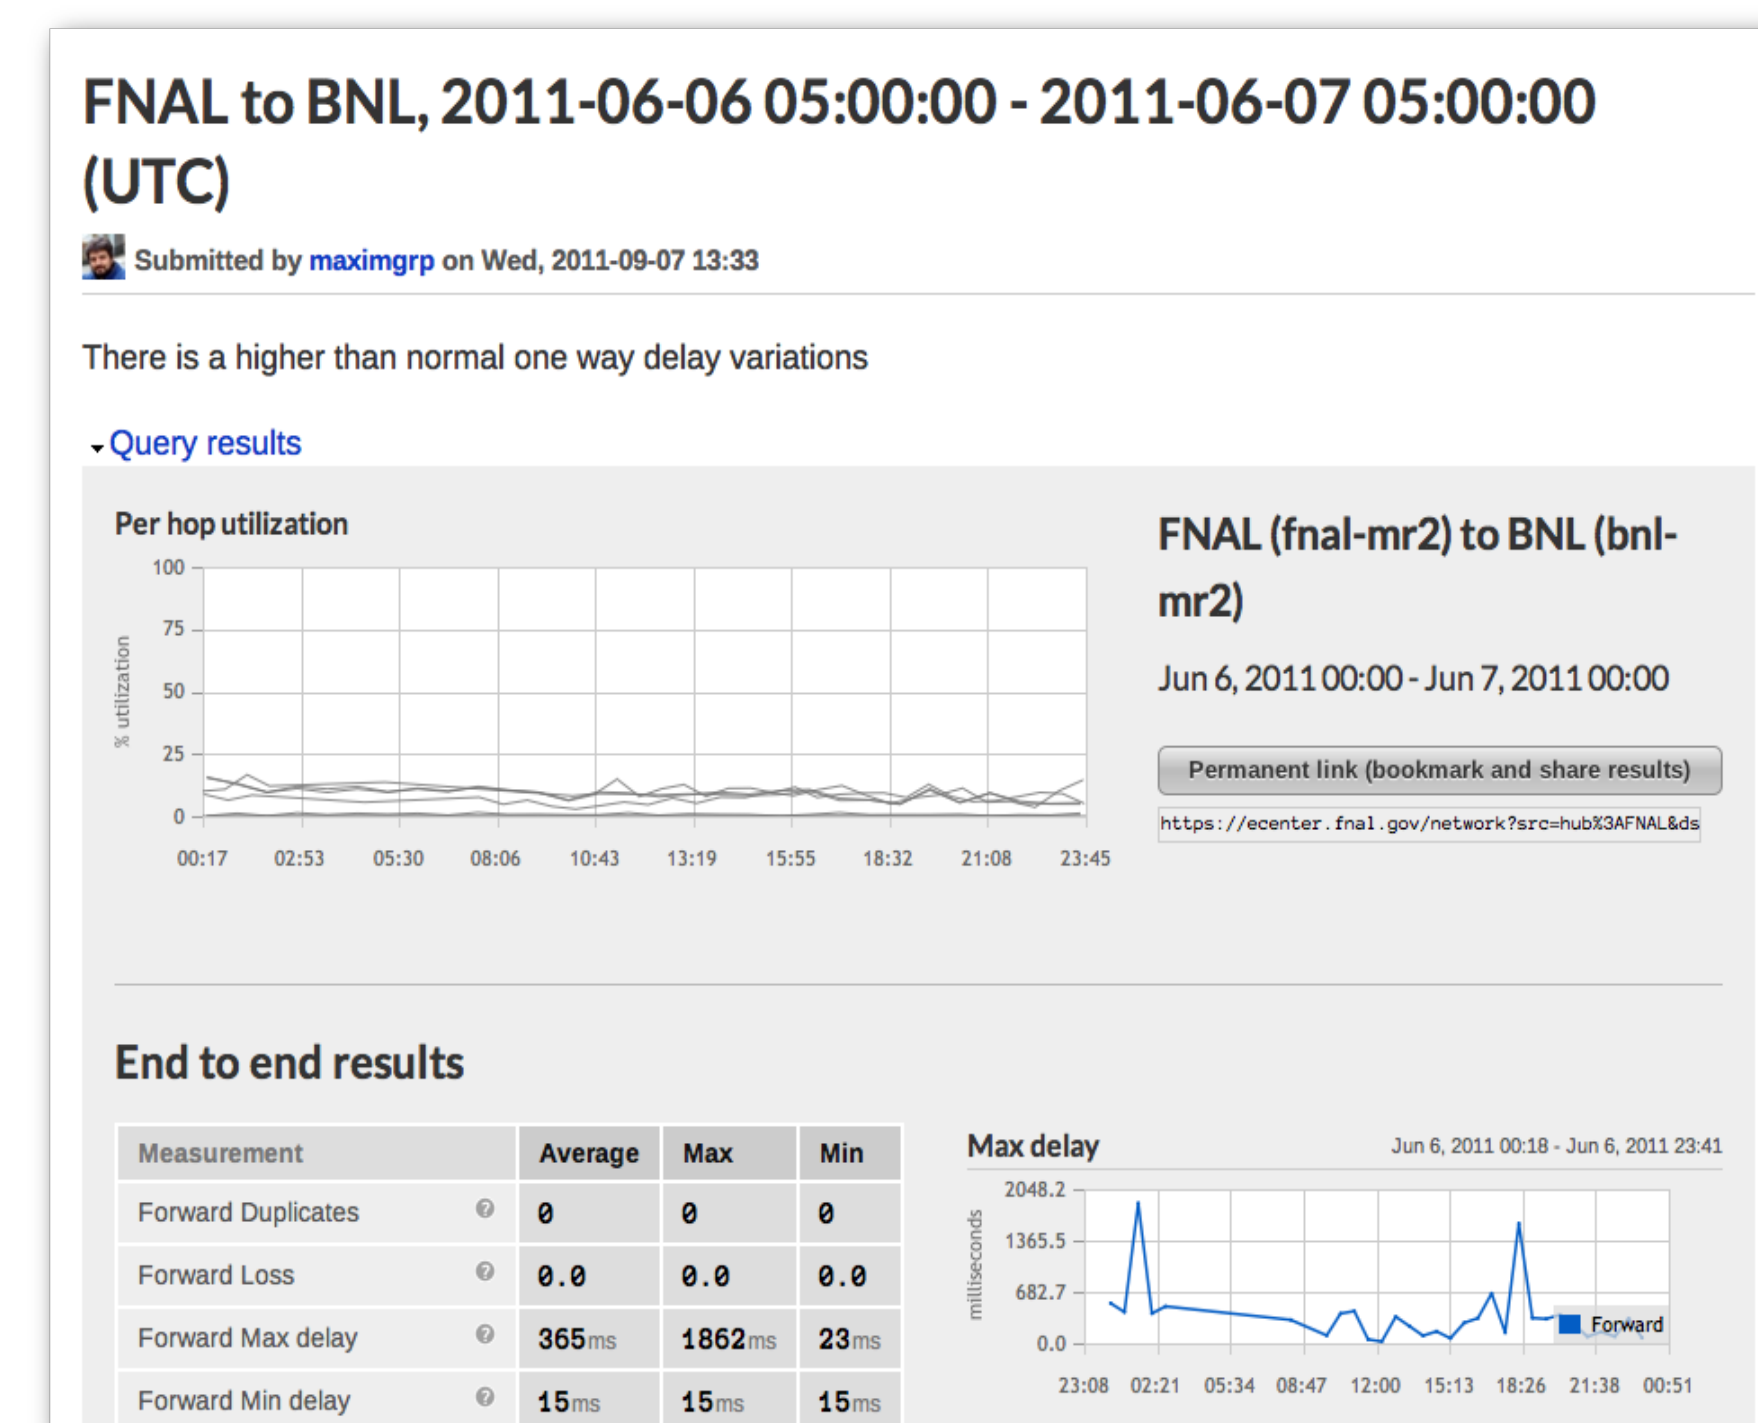 FNAL to BNL, 2011-06-06 05:00:00 - 2011-06-07 05:00:00
(UTC)
Submitted by maximgrp on Wed, 2011-09-07 13:33
There is a higher than normal one way delay variations
Query results
Per hop utilization
100
75
50
25
0
% utilization
00:17 02:53 05:30 08:06 10:43 13:19 15:55 18:32 21:08 23:45
FNAL (fnal-mr2) to BNL (bnl-
mr2)
Jun 6, 2011 00:00 - Jun 7, 2011 00:00
Permanent link (bookmark and share results)
https://ecenter.fnal.gov/network?src=hub%3AFNAL&ds
End to end results
Measurement Average Max Min
Forward Duplicates ? 0 0 0
Forward Loss ? 0.0 0.0 0.0
Forward Max delay ? 365ms 1862ms 23ms
Forward Min delay ? 15ms 15ms 15ms
Max delay
Jun 6, 2011 00:18 - Jun 6, 2011 23:41
2048.2
1365.5
682.7
0.0
milliseconds
Forward
23:08 02:21 05:34 08:47 12:00 15:13 18:26 21:38 00:51